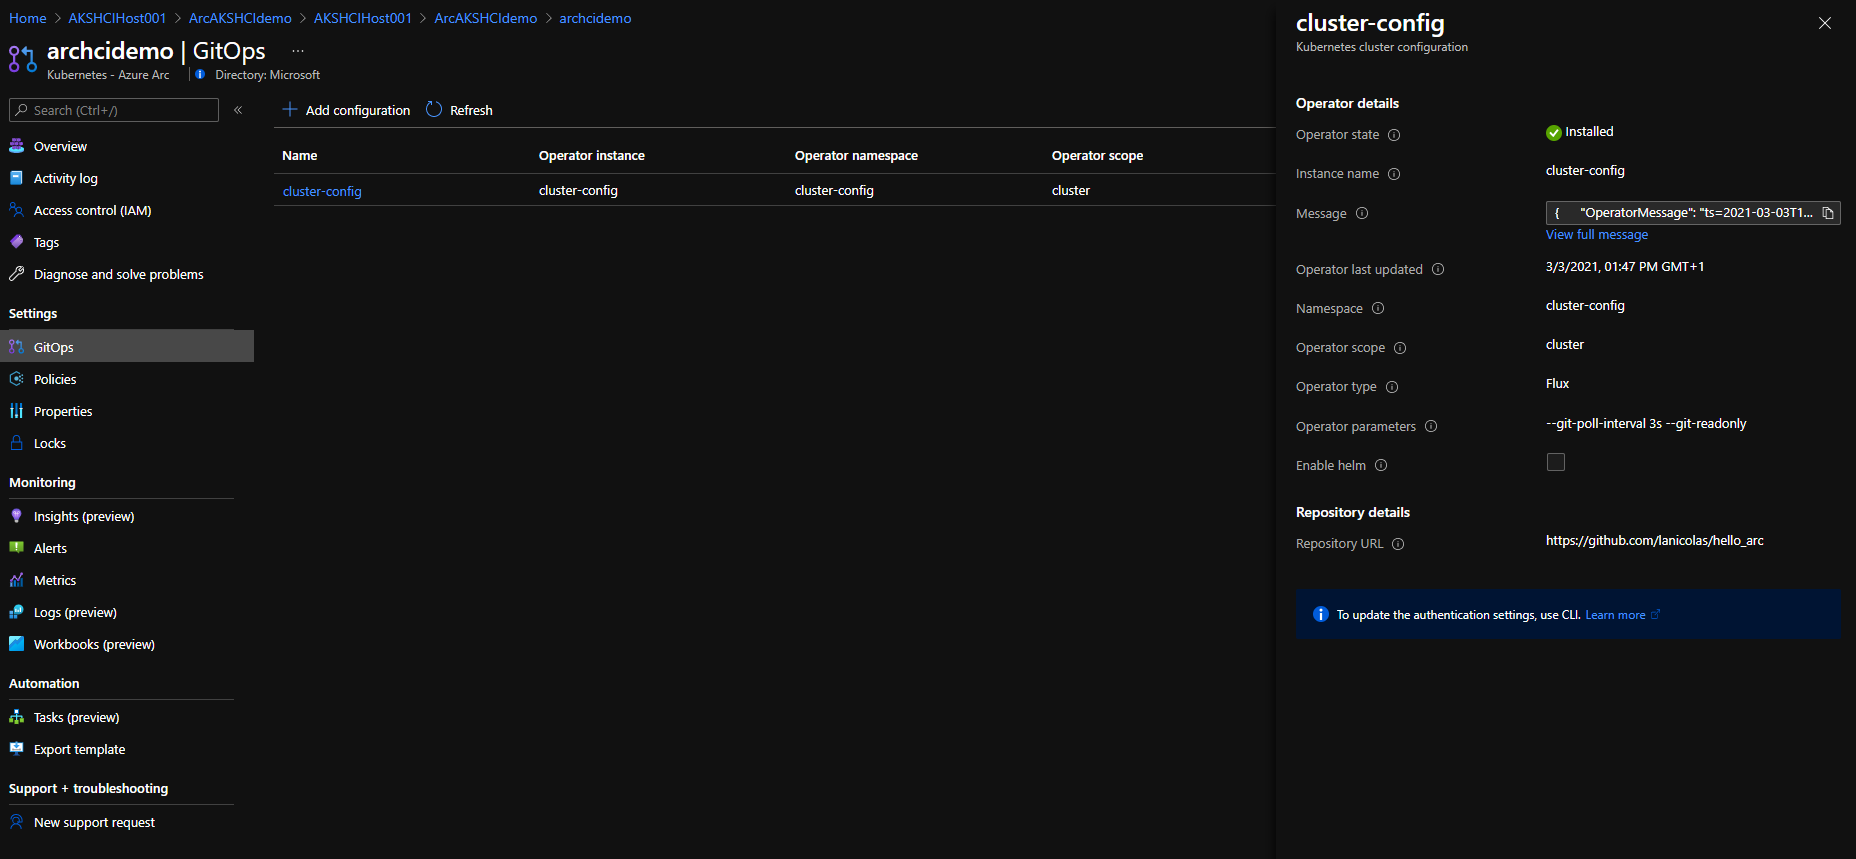 Home > AKSHCIHost001 > ArcAKSHCIdemo > AKSHCIHost001 > ArcAKSHCIdemo > archcidemo
archcidemo | GitOps ...
Kubernetes - Azure Arc | Directory: Microsoft
Search (Ctrl+/) «
Overview
Activity log
Access control (IAM)
Tags
Diagnose and solve problems
Settings
GitOps
Policies
Properties
Locks
Monitoring
Insights (preview)
Alerts
Metrics
Logs (preview)
Workbooks (preview)
Automation
Tasks (preview)
Export template
Support + troubleshooting
New support request
Add configuration Refresh
Name Operator instance Operator namespace Operator scope
cluster-config cluster-config cluster-config cluster
cluster-config
Kubernetes cluster configuration
Operator details
Operator state Installed
Instance name cluster-config
Message { "OperatorMessage": "ts=2021-03-03T1...
View full message
Operator last updated 3/3/2021, 01:47 PM GMT+1
Namespace cluster-config
Operator scope cluster
Operator type Flux
Operator parameters --git-poll-interval 3s --git-readonly
Enable helm
Repository details
Repository URL https://github.com/lanicolas/hello_arc
To update the authentication settings, use CLI. Learn more